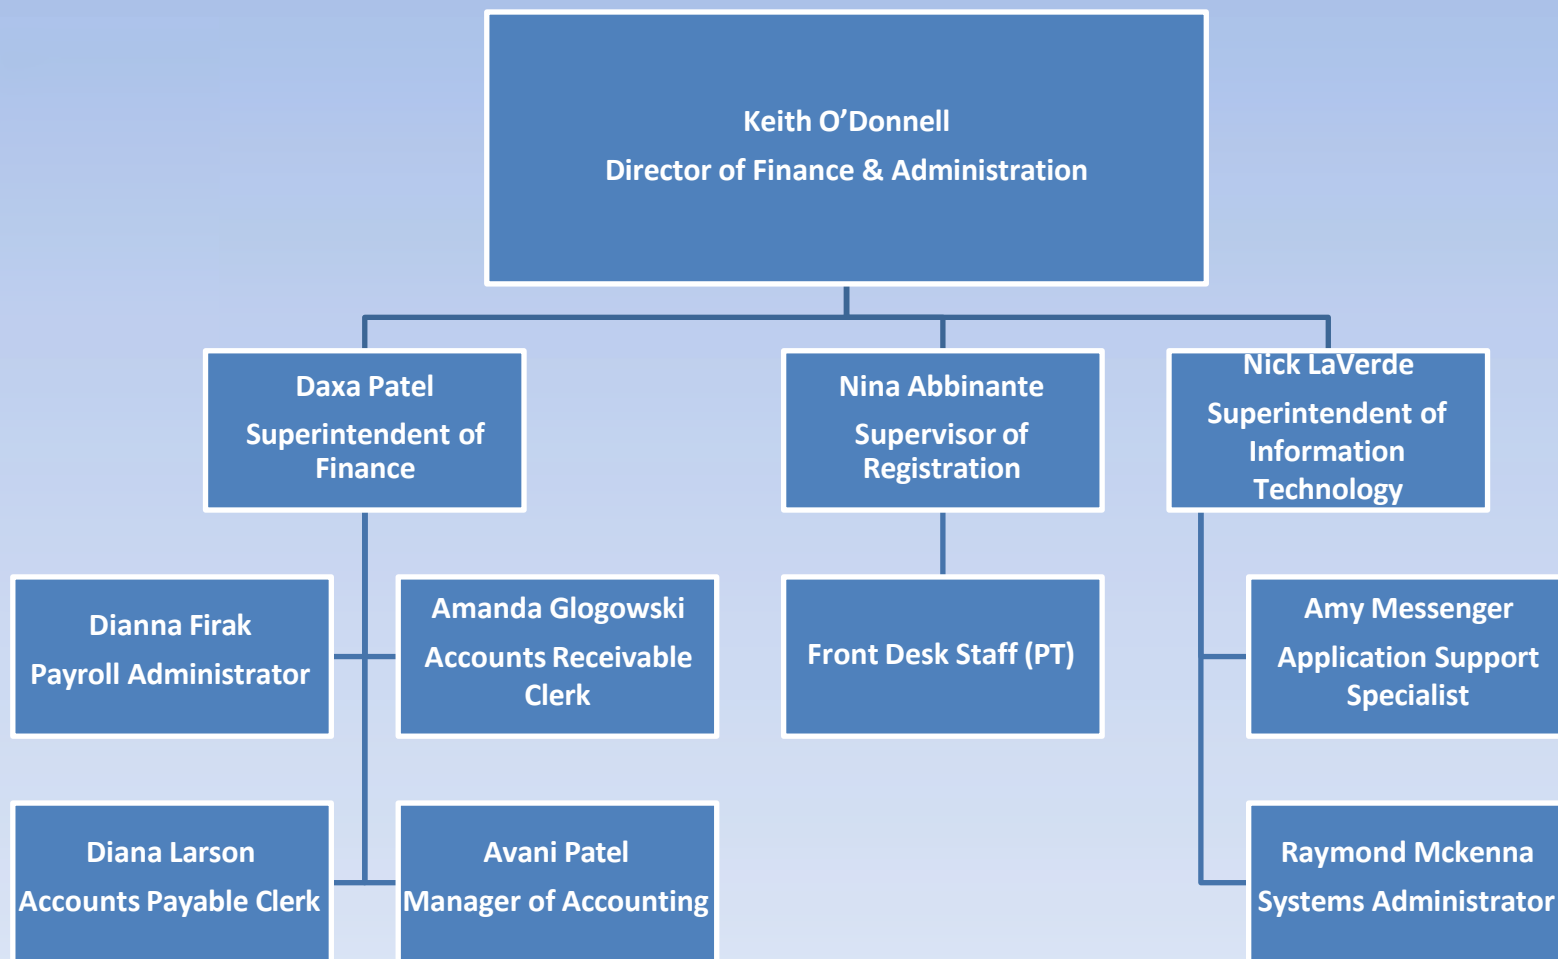 Keith O’Donnell
Director of Finance & Administration
Daxa Patel
Superintendent of
Finance
Nina Abbinante
Supervisor of
Registration
Nick LaVerde
Superintendent of
Information
Technology
Dianna Firak
Payroll Administrator
Amanda Glogowski
Accounts Receivable
Clerk
Front Desk Staff (PT)
Amy Messenger
Application Support
Specialist
Diana Larson
Accounts Payable Clerk
Avani Patel
Manager of Accounting
Raymond Mckenna
Systems Administrator